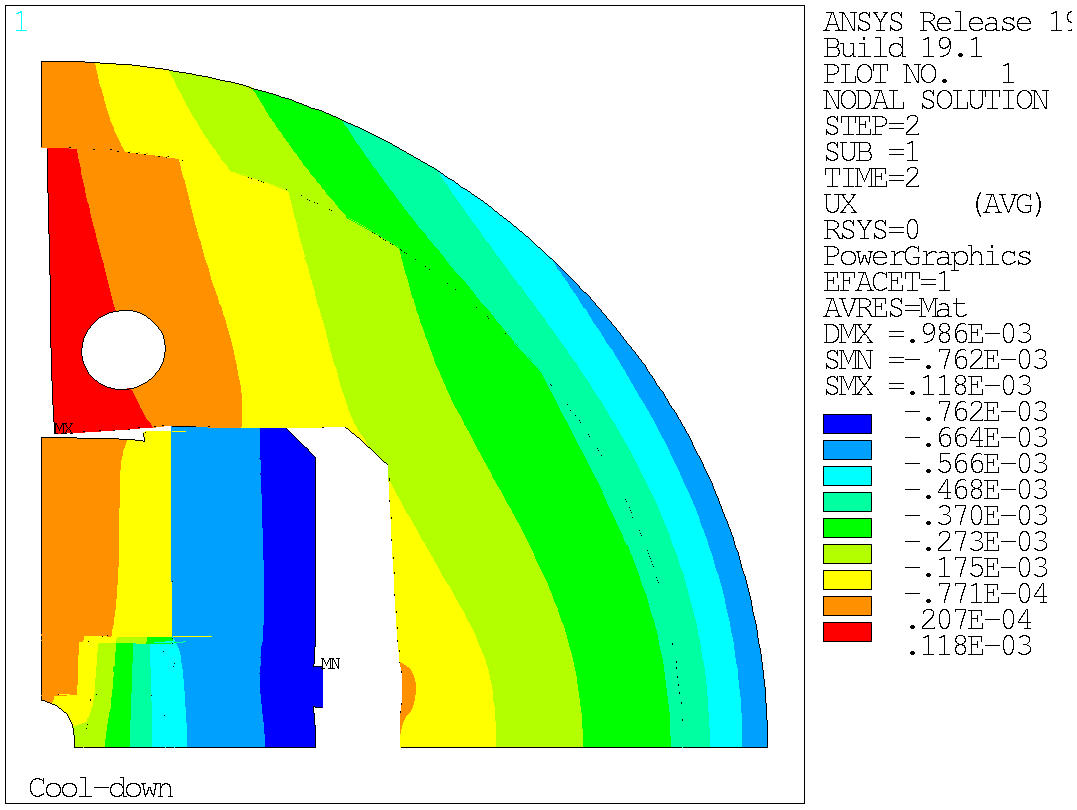 1
ANSYS Release 19
Build 19.1
PLOT NO. 1
NODAL SOLUTION
STEP=2
SUB =1
TIME=2
UX (AVG)
RSYS=0
PowerGraphics
EFACET=1
AVRES=Mat
DMX =.986E-03
SMN =-.762E-03
SMX =.118E-03
-.762E-03
-.664E-03
-.566E-03
-.468E-03
-.370E-03
-.273E-03
-.175E-03
-.771E-04
.207E-04
.118E-03
MX
MN
Cool-down